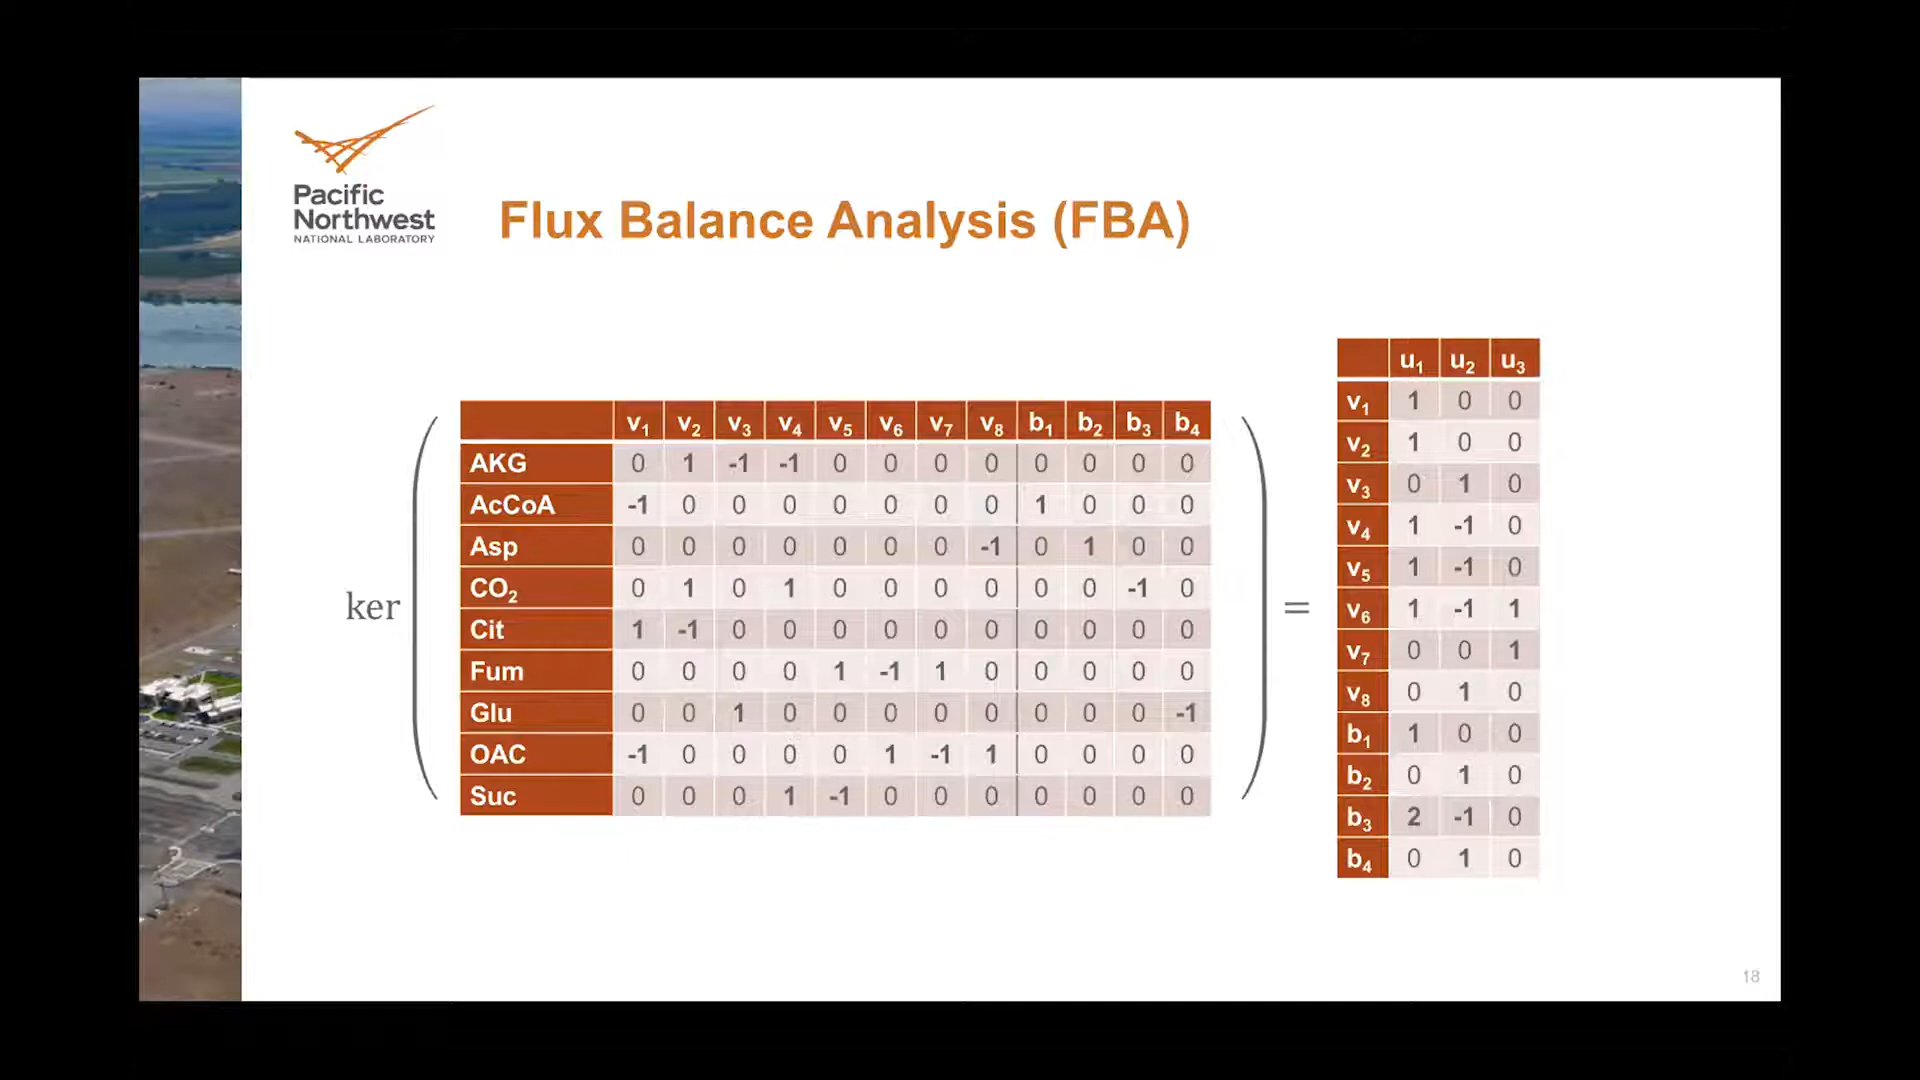 Pacific
Northwest
NATIONAL LABORATORY
Flux Balance Analysis (FBA)
ker
v₁ v₂ v₃ v₄ v₅ v₆ v₇ v₈ b₁ b₂ b₃ b₄
AKG 0 1 -1 -1 0 0 0 0 0 0 0 0
AcCoA -1 0 0 0 0 0 0 0 1 0 0 0
Asp 0 0 0 0 0 0 0 -1 0 1 0 0
CO₂ 0 1 0 1 0 0 0 0 0 0 -1 0
Cit 1 -1 0 0 0 0 0 0 0 0 0 0
Fum 0 0 0 0 1 -1 1 0 0 0 0 0
Glu 0 0 1 0 0 0 0 0 0 0 0 -1
OAC -1 0 0 0 0 1 -1 1 0 0 0 0
Suc 0 0 0 1 -1 0 0 0 0 0 0 0
=
u₁ u₂ u₃
v₁ 1 0 0
v₂ 1 0 0
v₃ 0 1 0
v₄ 1 -1 0
v₅ 1 -1 0
v₆ 1 -1 1
v₇ 0 0 1
v₈ 0 1 0
b₁ 1 0 0
b₂ 0 1 0
b₃ 2 -1 0
b₄ 0 1 0
18